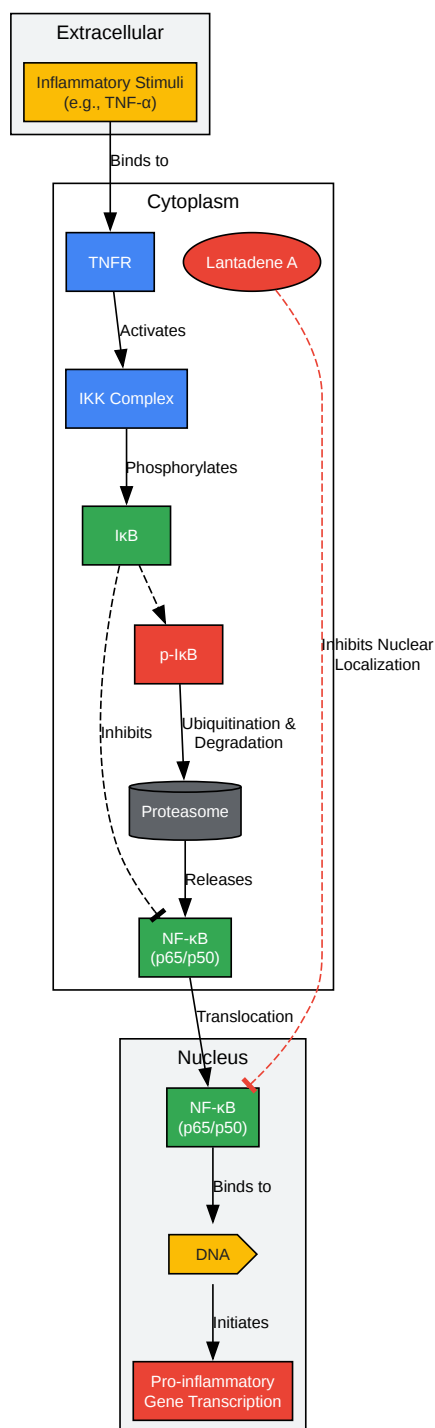 Extracellular
Inflammatory Stimuli
(e.g., TNF-α)
Binds to
Cytoplasm
TNFR
Lantadene A
Activates
IKK Complex
Phosphorylates
IκB
p-IκB
Inhibits Nuclear
Localization
Ubiquitination &
Degradation
Inhibits
Proteasome
Releases
NF-κB
(p65/p50)
Translocation
Nucleus
NF-κB
(p65/p50)
Binds to
DNA
Initiates
Pro-inflammatory
Gene Transcription